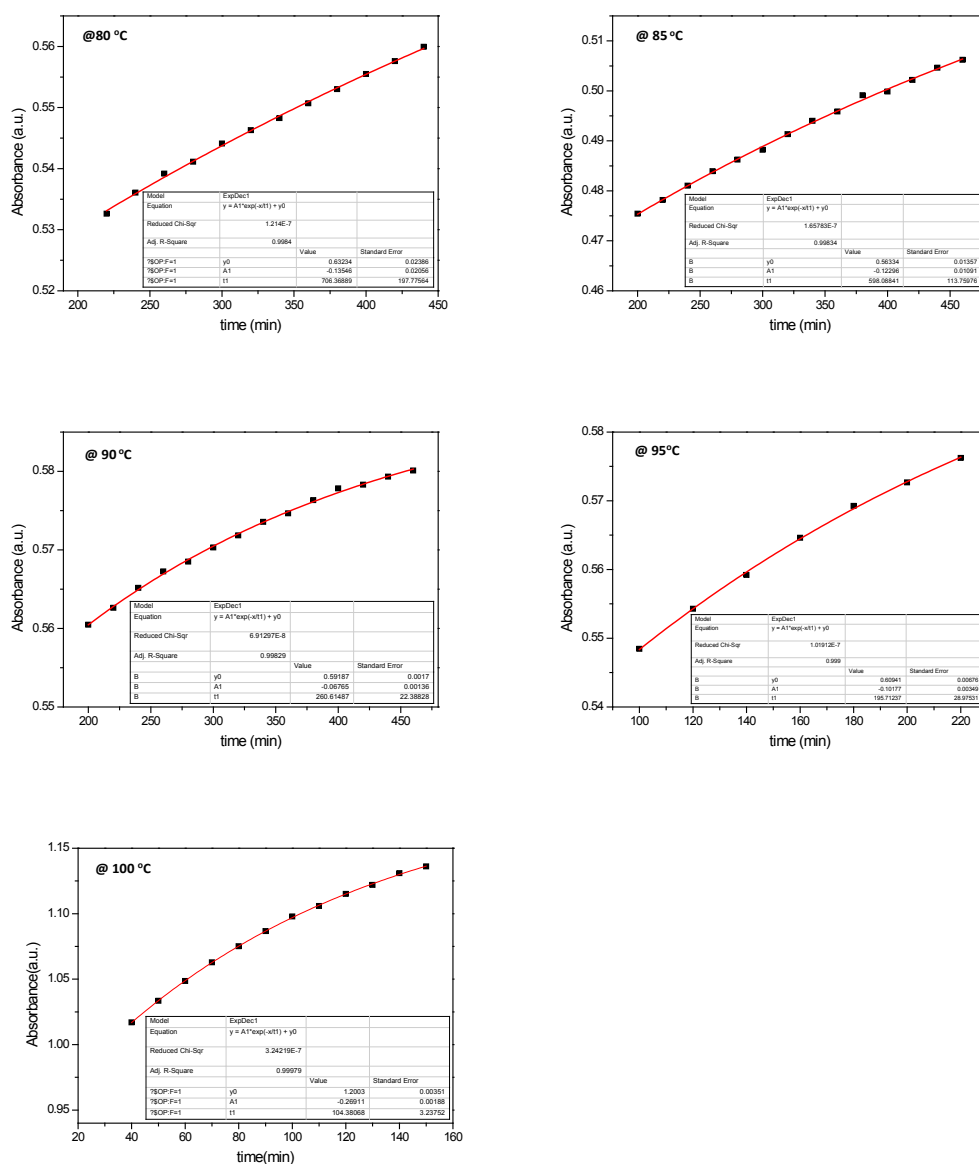 @80 °C
Absorbance (a.u.)
0.56
0.55
0.54
0.53
0.52
Model ExpDec1
Equation y = A1*exp(-x/t1) + y0
Reduced Chi-Sqr 1.214E-7
Adj. R-Square 0.9984
Value Standard Error
?$OP:F=1 y0 0.63234 0.02386
?$OP:F=1 A1 -0.13546 0.02056
?$OP:F=1 t1 706.36889 197.77564
200 250 300 350 400 450
time (min)
@ 85 °C
Absorbance (a.u.)
0.51
0.50
0.49
0.48
0.47
0.46
Model ExpDec1
Equation y = A1*exp(-x/t1) + y0
Reduced Chi-Sqr 1.65783E-7
Adj. R-Square 0.99834
Value Standard Error
B y0 0.56334 0.01357
B A1 -0.12296 0.01091
B t1 598.08841 113.75976
200 250 300 350 400 450
time (min)
@ 90 °C
Absorbance (a.u.)
0.58
0.57
0.56
0.55
Model ExpDec1
Equation y = A1*exp(-x/t1) + y0
Reduced Chi-Sqr 6.91297E-8
Adj. R-Square 0.99829
Value Standard Error
B y0 0.59187 0.0017
B A1 -0.06765 0.00136
B t1 260.61487 22.38828
200 250 300 350 400 450
time (min)
@ 95°C
Absorbance (a.u.)
0.58
0.57
0.56
0.55
0.54
Model ExpDec1
Equation y = A1*exp(-x/t1) + y0
Reduced Chi-Sqr 1.01912E-7
Adj. R-Square 0.999
Value Standard Error
B y0 0.60941 0.00676
B A1 -0.10177 0.00349
B t1 195.71237 28.97531
100 120 140 160 180 200 220
time (min)
@ 100 °C
Absorbance(a.u.)
1.15
1.10
1.05
1.00
0.95
Model ExpDec1
Equation y = A1*exp(-x/t1) + y0
Reduced Chi-Sqr 3.24219E-7
Adj. R-Square 0.99979
Value Standard Error
?$OP:F=1 y0 1.2003 0.00351
?$OP:F=1 A1 -0.26911 0.00188
?$OP:F=1 t1 104.38068 3.23752
20 40 60 80 100 120 140 160
time(min)